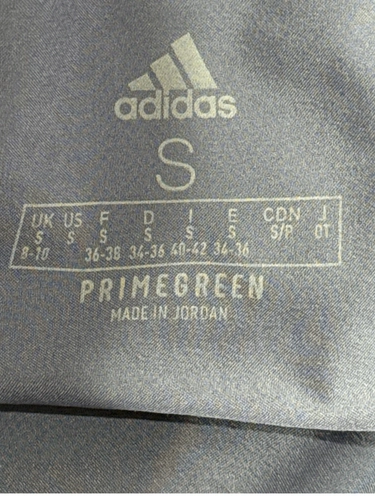 adidas
S
UK US F D I E CDN J
S S S S S S S/P OT
8-10 36-38 34-36 40-42 34-36
PRIMEGREEN
MADE IN JORDAN